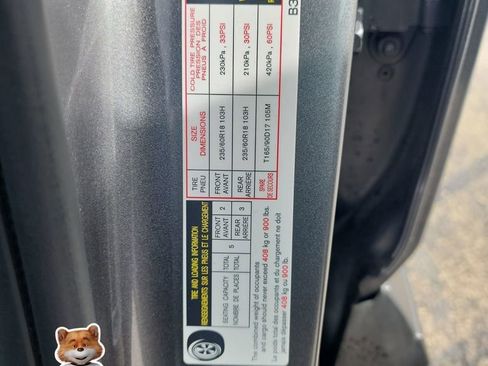 TIRE AND LOADING INFORMATION
RENSEIGNEMENTS SUR LES PNEUS ET LE CHARGEMENT
SEATING CAPACITY TOTAL 5 FRONT 2 REAR 3
NOMBRE DE PLACES TOTAL AVANT ARRIÈRE
The combined weight of occupants
and cargo should never exceed 408 kg or 900 lbs.
Le poids total des occupants et du chargement ne doit
jamais dépasser 408 kg ou 900 lb.
TIRE
PNEU
SIZE
DIMENSIONS
COLD TIRE PRESSURE
PRESSION DES
PNEUS A FROID
FRONT
AVANT
235/60R18 103H
230kPa , 33PSI
REAR
ARRIÈRE
235/60R18 103H
210kPa , 30PSI
SPARE
DE SECOURS
T165/90D17 105M
420kPa , 60PSI
B3